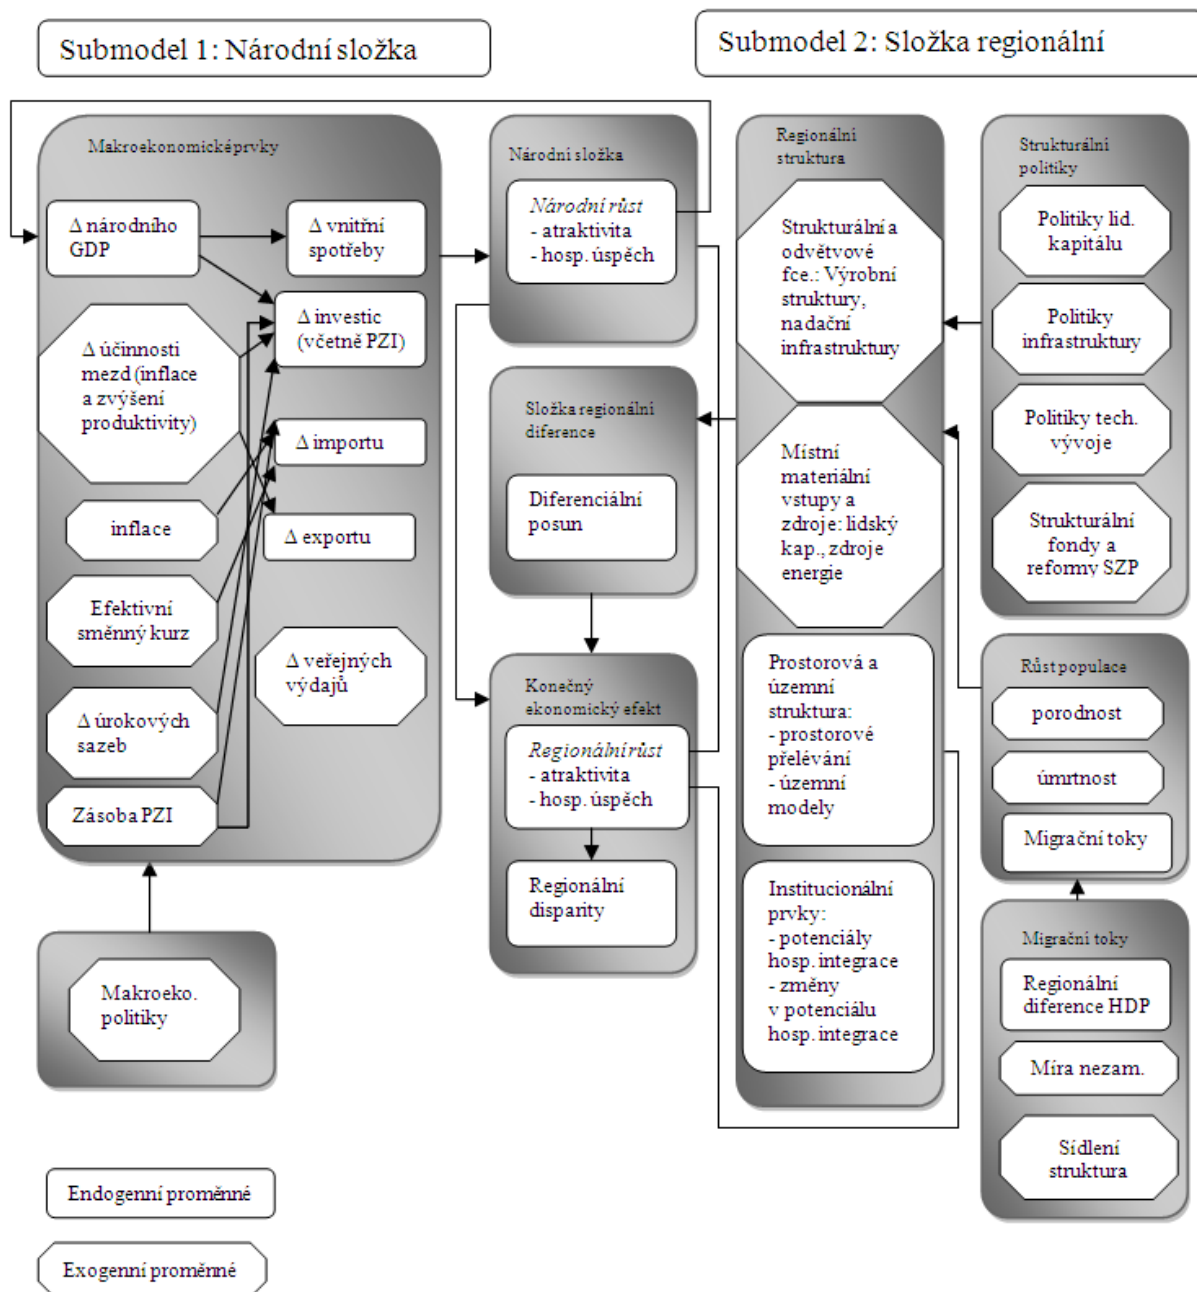 Submodel 1: Národní složka
Submodel 2: Složka regionální
Makroekonomicképrvky
Δ národního
GDP
Δ vnitřní
spotřeby
Δ investic
(včetně PZI)
Δ účinnosti
mezd (inflace
a zvýšení
produktivity)
Δ importu
inflace
Δ exportu
Efektivní
směnný kurz
Δ veřejných
výdajů
Δ úrokových
sazeb
Zásoba PZI
Makroeko.
politiky
Národní složka
Národní růst
- atraktivita
- hosp. úspěch
Složka regionální
diference
Diferenciální
posun
Konečný
ekonomický efekt
Regionální růst
- atraktivita
- hosp. úspěch
Regionální
disparity
Regionální
struktura
Strukturální a
odvětvové
fce.: Výrobní
struktury,
nadační
infrastruktury
Místní
materiální
vstupy a
zdroje: lidský
kap., zdroje
energie
Prostorová a
územní
struktura:
- prostorové
přelévání
- územní
modely
Institucionální
prvky:
- potenciály
hosp. integrace
- změny
v potenciálu
hosp. integrace
Strukturální
politiky
Politiky lid.
kapitálu
Politiky
infrastruktury
Politiky tech.
vývoje
Strukturální
fondy a
reformy SZP
Růst populace
porodnost
úmrtnost
Migrační toky
Migrační toky
Regionální
diference HDP
Míra nezam.
Sídlení
struktura
Endogenní proměnné
Exogenní proměnné